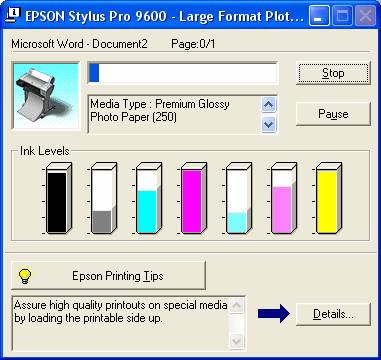 EPSON Stylus Pro 9600 - Large Format Plot...
Microsoft Word - Document2 Page:0/1
Stop
Media Type : Premium Glossy
Photo Paper (250)
Pause
Ink Levels
Epson Printing Tips
Assure high quality printouts on special media
by loading the printable side up.
Details...